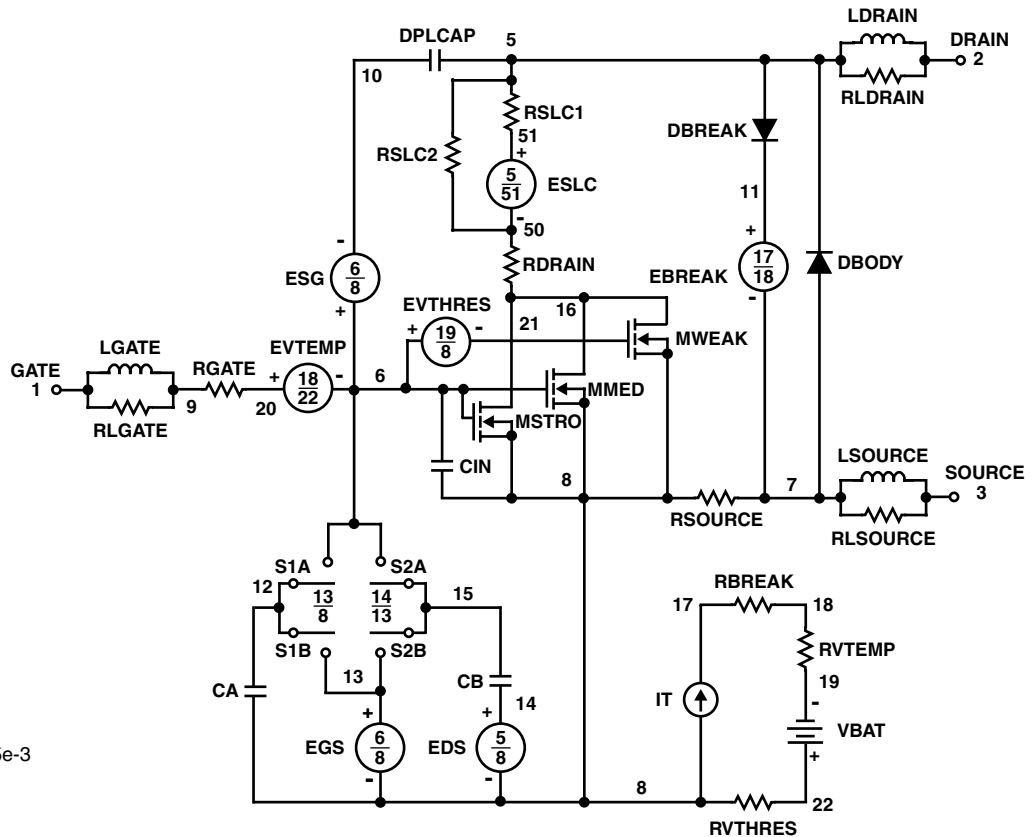 LDRAIN
DPLCAP 5 DRAIN
10 2
RSLC1 RLDRAIN
51 DBREAK
RSLC2 +
5
51
ESLC 11
-
50
- +
ESG 6
8
RDRAIN EBREAK 17
18
DBODY
+ EVTHRES 16 -
+ 19
8
- 21 MWEAK
LGATE EVTEMP
GATE RGATE + 18
22
- 6 MMED
1 9 20 MSTRO
RLGATE LSOURCE
CIN 8 7 SOURCE
3
RSOURCE RLSOURCE
S1A S2A
12 13
8
14
13
15 RBREAK
17 18
S1B S2B RVTEMP
13 CB 19
CA 14 IT -
+ + VBAT
EGS 6
8
EDS 5
8
+
- - 8 22
RVTHRES
6e-3